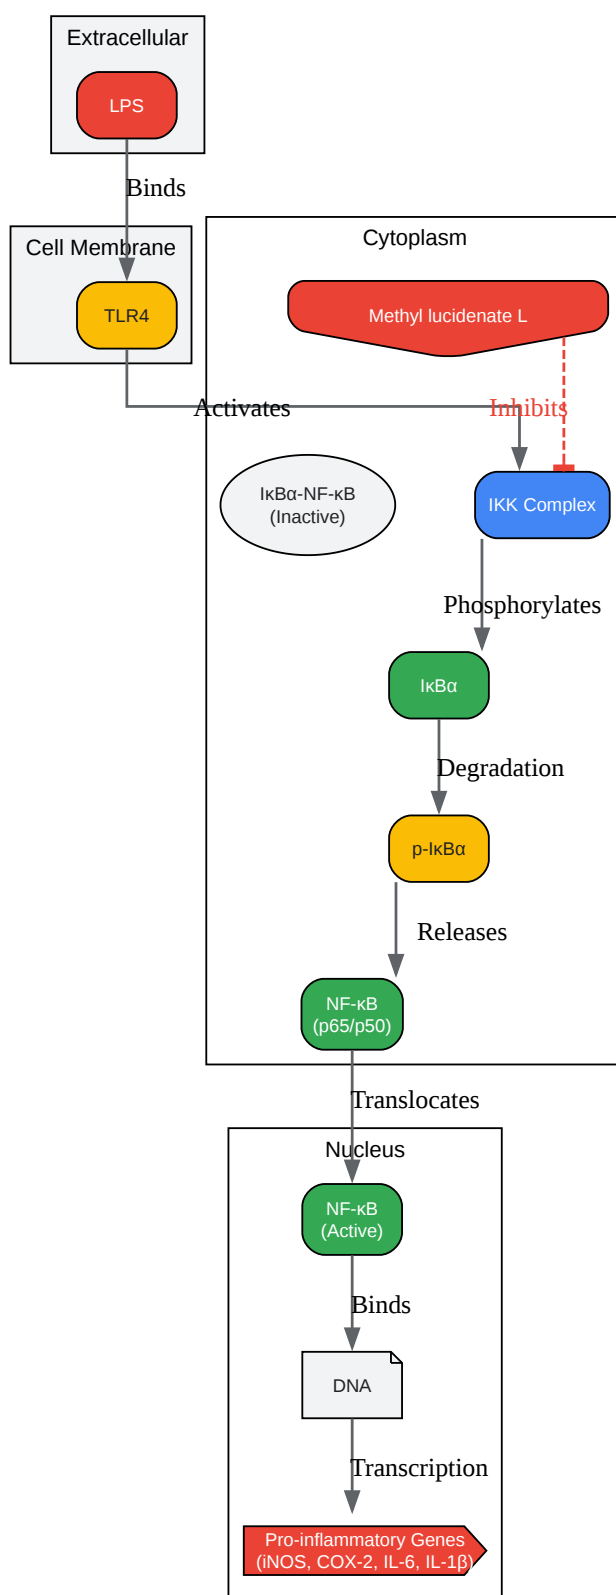 Extracellular
LPS
Binds
Cell Membrane
TLR4
Cytoplasm
Methyl lucidenate L
Activates
Inhibits
IκBα-NF-κB
(Inactive)
IKK Complex
Phosphorylates
IκBα
Degradation
p-IκBα
Releases
NF-κB
(p65/p50)
Translocates
Nucleus
NF-κB
(Active)
Binds
DNA
Transcription
Pro-inflammatory Genes
(iNOS, COX-2, IL-6, IL-1β)